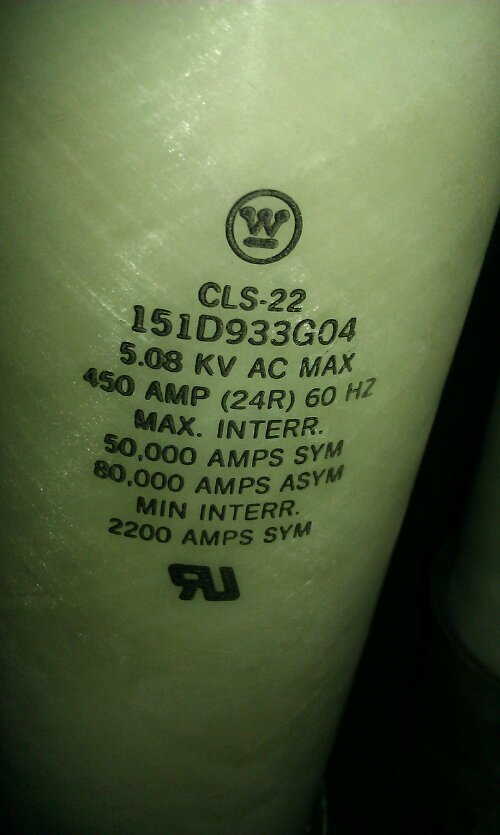 W
CLS-22
151D933G04
5.08 KV AC MAX
450 AMP (24R) 60 HZ
MAX. INTERR.
50,000 AMPS SYM
80,000 AMPS ASYM
MIN INTERR.
2200 AMPS SYM
RU